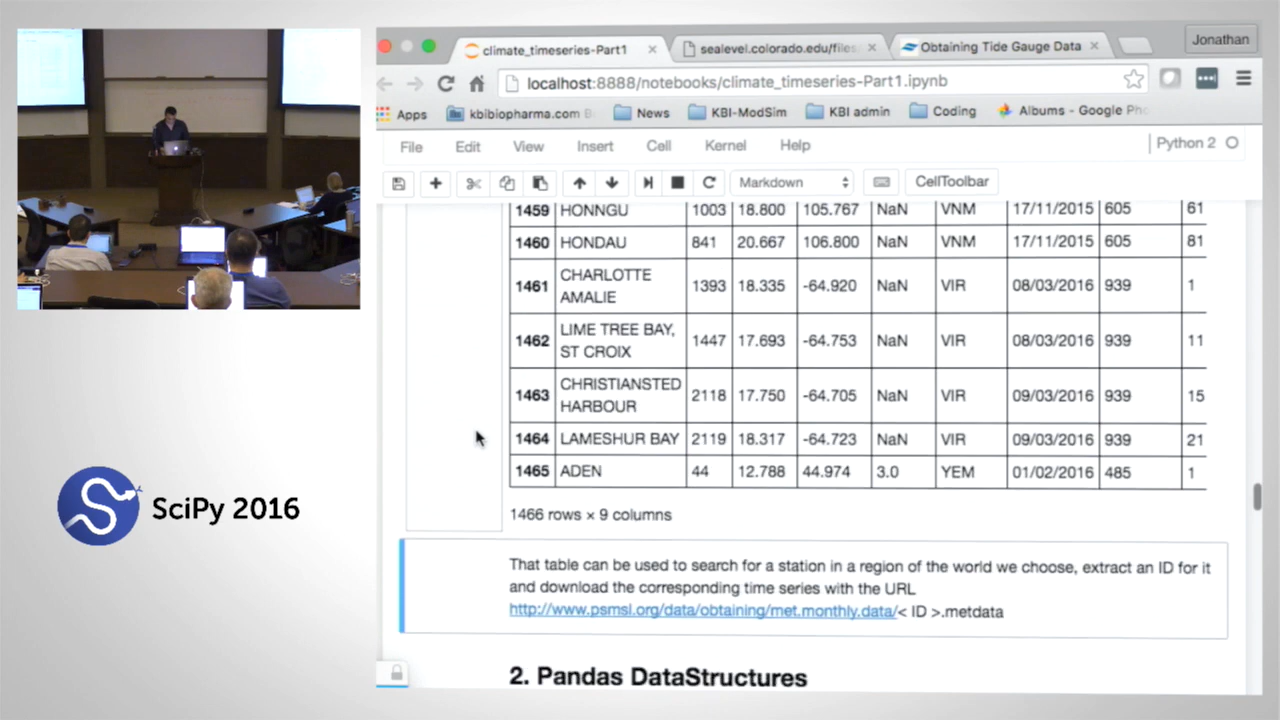 climate_timeseries-Part1
sealevel.colorado.edu/files
Obtaining Tide Gauge Data
Jonathan
localhost:8888/notebooks/climate_timeseries-Part1.ipynb
Apps kbibiopharma.com News KBI-ModSim KBI admin Coding Albums - Google Pho
File Edit View Insert Cell Kernel Help Python 2
Markdown CellToolbar
1459 HONNGU 1003 18.800 105.767 NaN VNM 17/11/2015 605 61
1460 HONDAU 841 20.667 106.800 NaN VNM 17/11/2015 605 81
1461 CHARLOTTE AMALIE 1393 18.335 -64.920 NaN VIR 08/03/2016 939 1
1462 LIME TREE BAY, ST CROIX 1447 17.693 -64.753 NaN VIR 08/03/2016 939 11
1463 CHRISTIANSTED HARBOUR 2118 17.750 -64.705 NaN VIR 09/03/2016 939 15
1464 LAMESHUR BAY 2119 18.317 -64.723 NaN VIR 09/03/2016 939 21
1465 ADEN 44 12.788 44.974 3.0 YEM 01/02/2016 485 1
1466 rows × 9 columns
That table can be used to search for a station in a region of the world we choose, extract an ID for it
and download the corresponding time series with the URL
http://www.psmsl.org/data/obtaining/met.monthly.data/< ID >.metdata
2. Pandas DataStructures
SciPy 2016